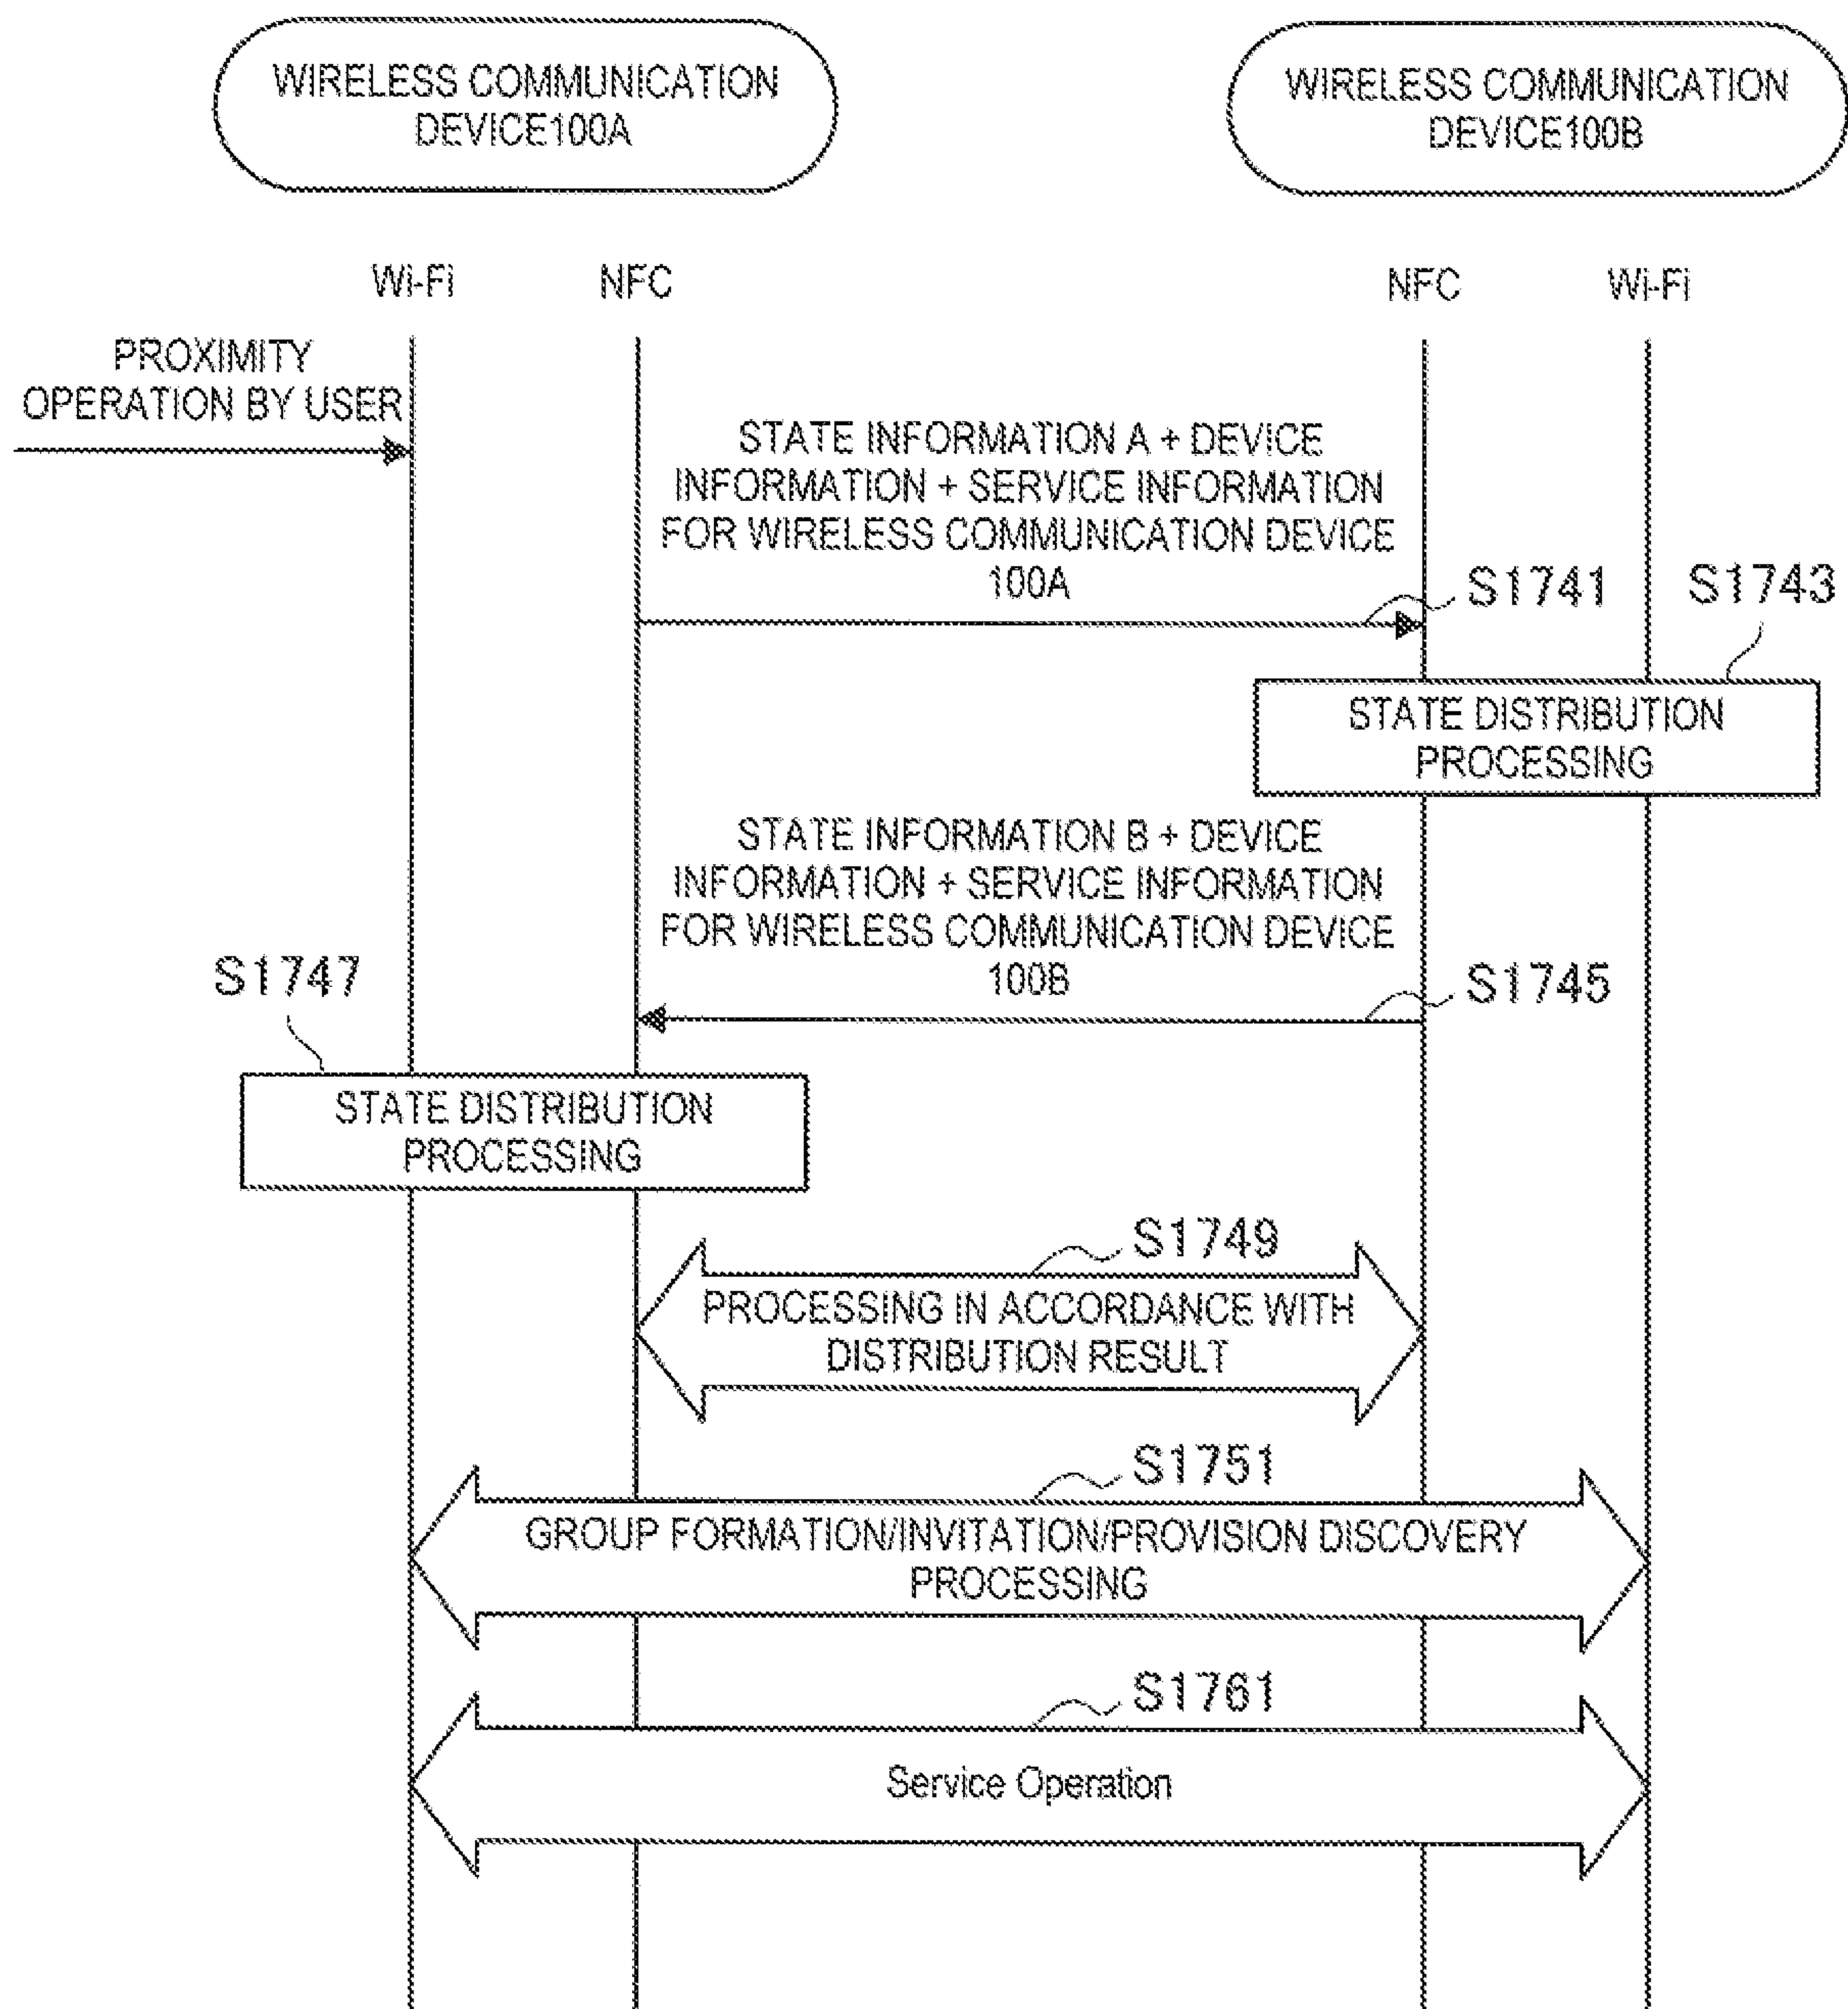 WIRELESS COMMUNICATION
DEVICE100A
WIRELESS COMMUNICATION
DEVICE100B
Wi-Fi
NFC
NFC
Wi-Fi
PROXIMITY
OPERATION BY USER
STATE INFORMATION A + DEVICE
INFORMATION + SERVICE INFORMATION
FOR WIRELESS COMMUNICATION DEVICE
100A
S1741
S1743
STATE DISTRIBUTION
PROCESSING
STATE INFORMATION B + DEVICE
INFORMATION + SERVICE INFORMATION
FOR WIRELESS COMMUNICATION DEVICE
100B
S1745
S1747
STATE DISTRIBUTION
PROCESSING
S1749
PROCESSING IN ACCORDANCE WITH
DISTRIBUTION RESULT
S1751
GROUP FORMATION/INVITATION/PROVISION DISCOVERY
PROCESSING
S1761
Service Operation